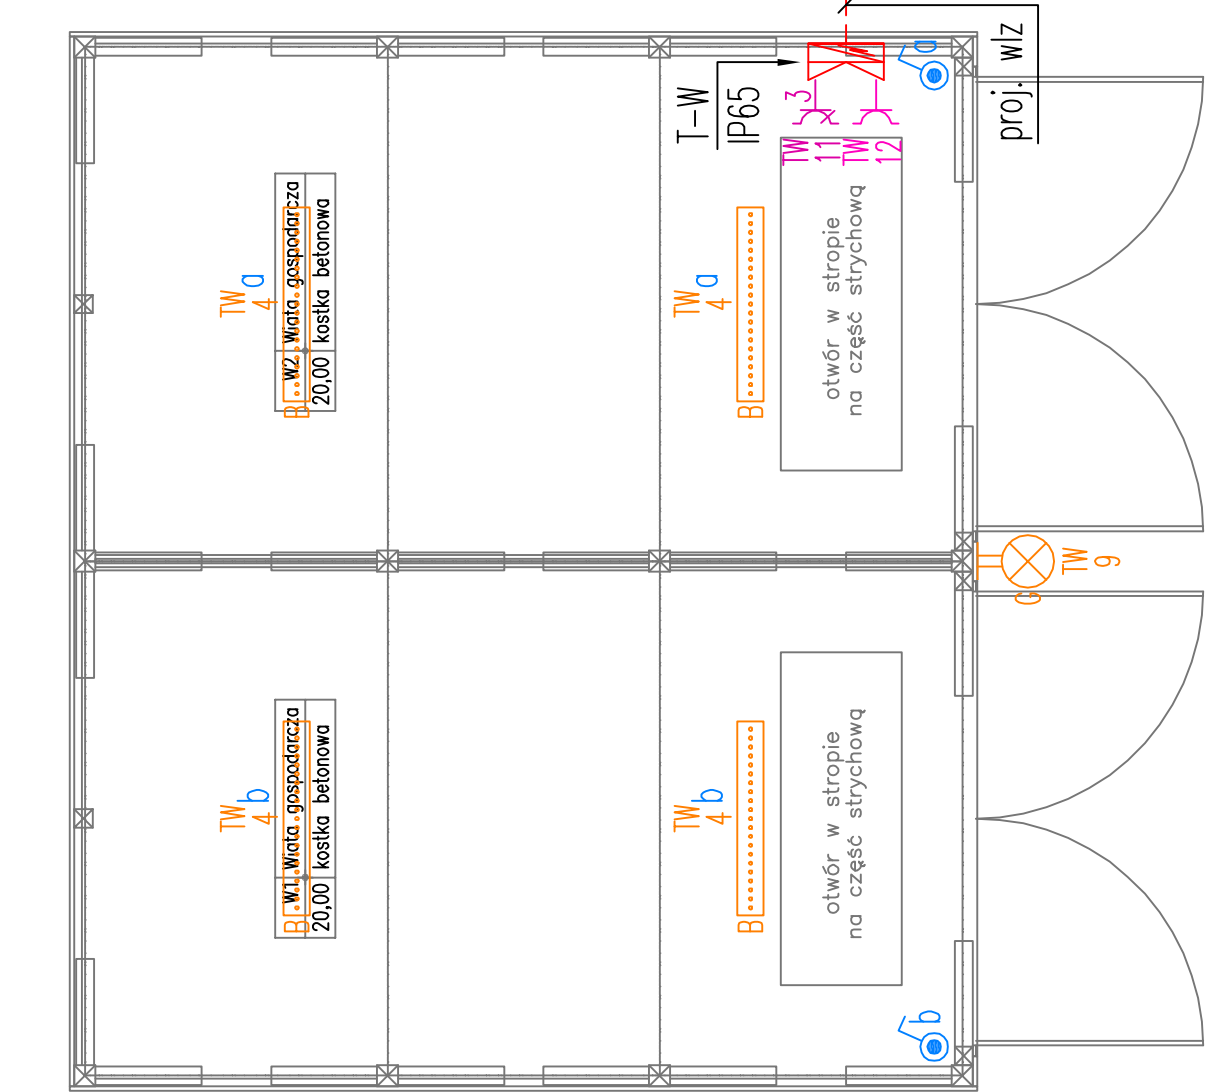 proj. wlz
T-W
IP65
a
3
TW
11
TW
12
W2 Wiata gospodarcza
20,00 kostka betonowa
TW
4
a
B
TW
4
a
B
otwór w stropie
na część strychową
TW
9
G
W1 Wiata gospodarcza
20,00 kostka betonowa
TW
4
b
B
TW
4
b
B
otwór w stropie
na część strychową
b